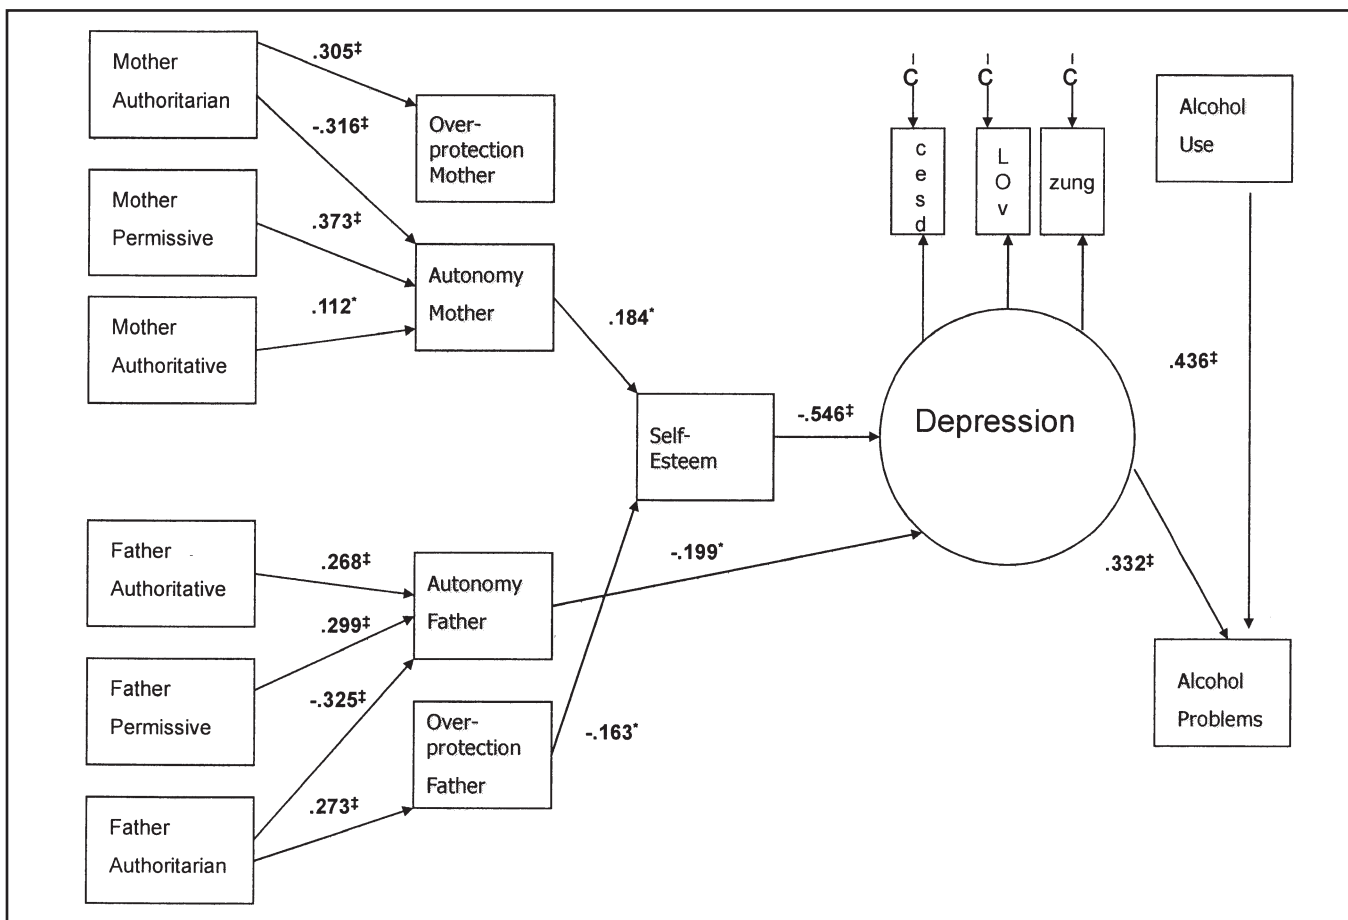 Mother
Authoritarian
.305‡
-.316‡
Over-
protection
Mother
Mother
Permissive
.373‡
Autonomy
Mother
.112*
Mother
Authoritative
.184*
Self-
Esteem
-.546‡
C
C
C
c
e
s
d
L
O
v
zung
Depression
Alcohol
Use
.436‡
.332‡
Alcohol
Problems
Father
Authoritative
.268‡
Autonomy
Father
-.199*
.299‡
Father
Permissive
-.325‡
Over-
protection
Father
-.163*
.273‡
Father
Authoritarian